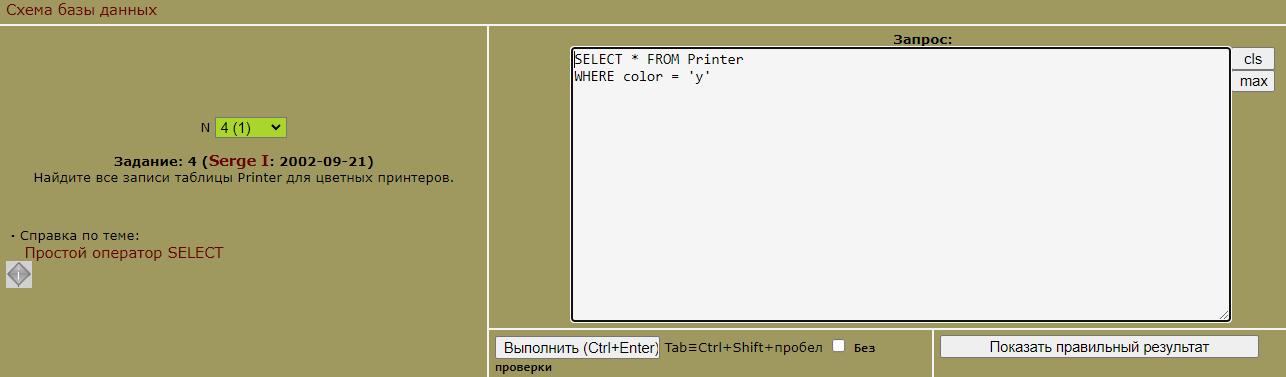 Схема базы данных
N 4 (1)
Задание: 4 (Serge I: 2002-09-21)
Найдите все записи таблицы Printer для цветных принтеров.
· Справка по теме:
Простой оператор SELECT
i
Запрос:
SELECT * FROM Printer
WHERE color = 'y'
cls
max
Выполнить (Ctrl+Enter) Tab≡Ctrl+Shift+пробел Без
проверки
Показать правильный результат